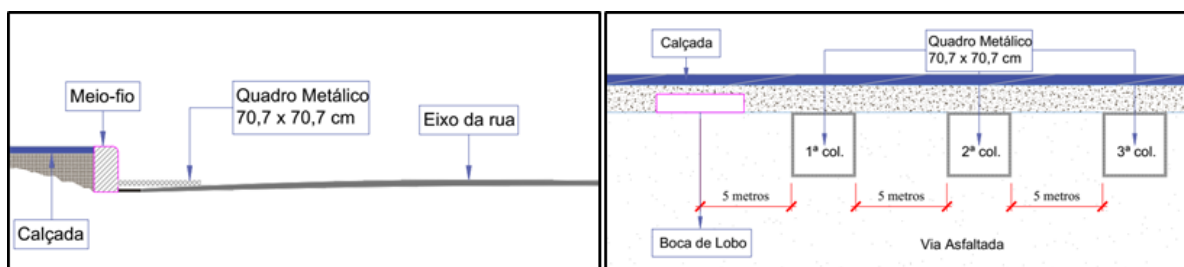 Meio-fio
Quadro Metálico
70,7 x 70,7 cm
Eixo da rua
Calçada
Calçada
Quadro Metálico
70,7 x 70,7 cm
1ª col.
2ª col.
3ª col.
5 metros
5 metros
5 metros
Boca de Lobo
Via Asfaltada